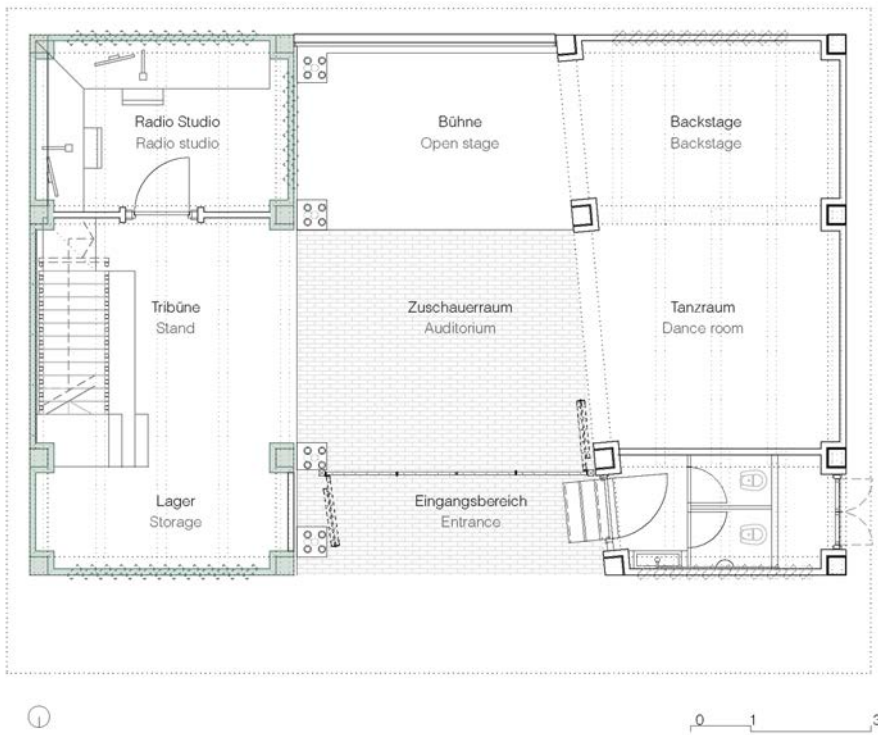 Radio Studio
Radio studio
Bühne
Open stage
Backstage
Backstage
Tribüne
Stand
Zuschauerraum
Auditorium
Tanzraum
Dance room
Lager
Storage
Eingangsbereich
Entrance
0 1 3